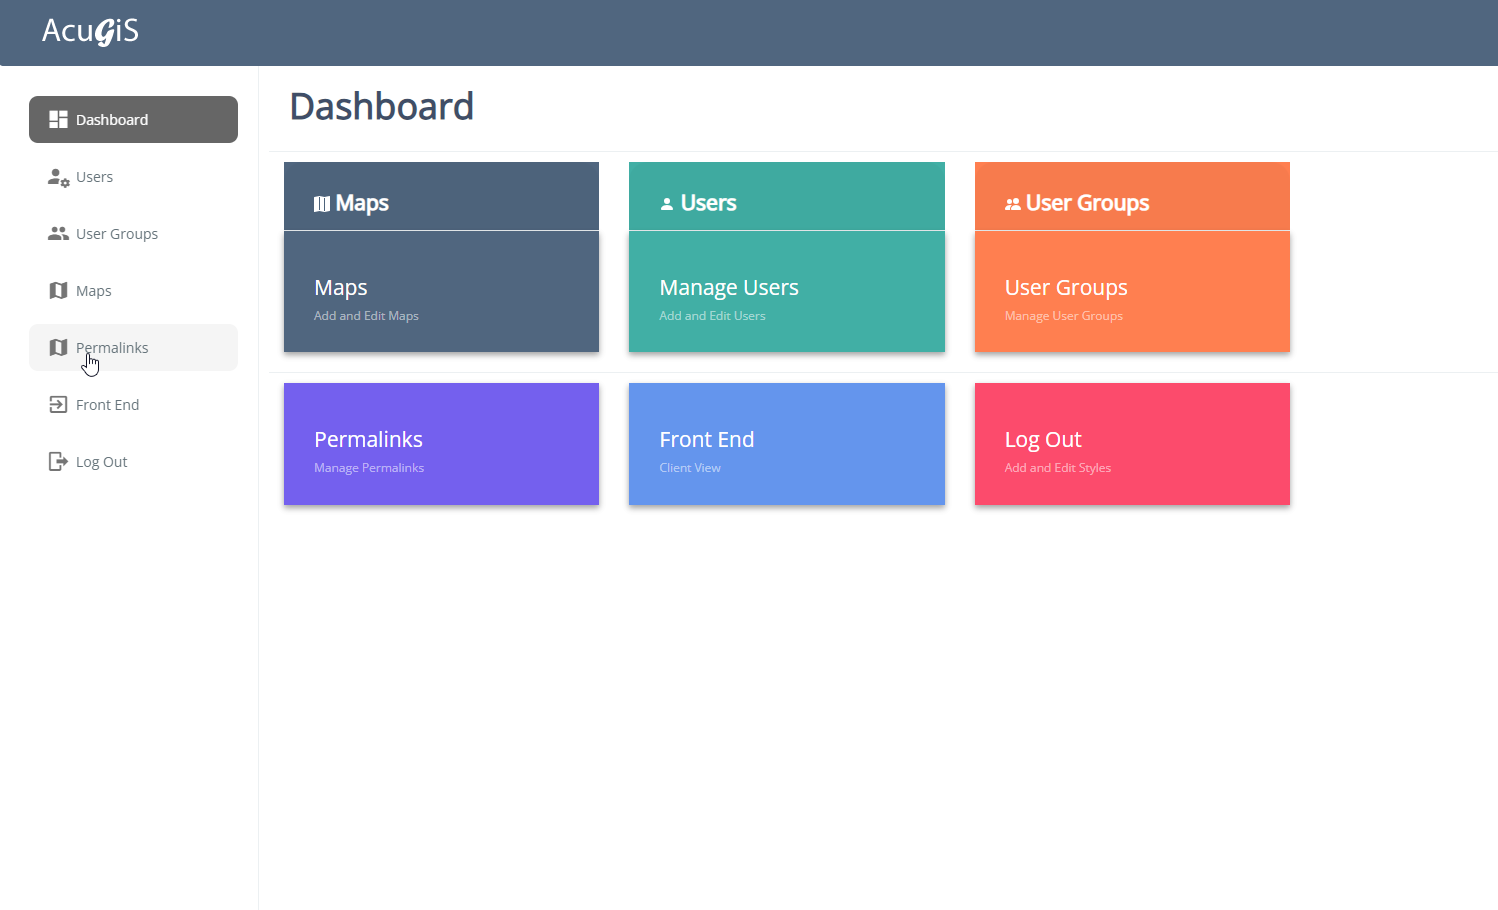 AcuGiS
Dashboard
Users
User Groups
Maps
Permalinks
Front End
Log Out
Dashboard
Maps
Maps
Add and Edit Maps
Users
Manage Users
Add and Edit Users
User Groups
User Groups
Manage User Groups
Permalinks
Manage Permalinks
Front End
Client View
Log Out
Add and Edit Styles